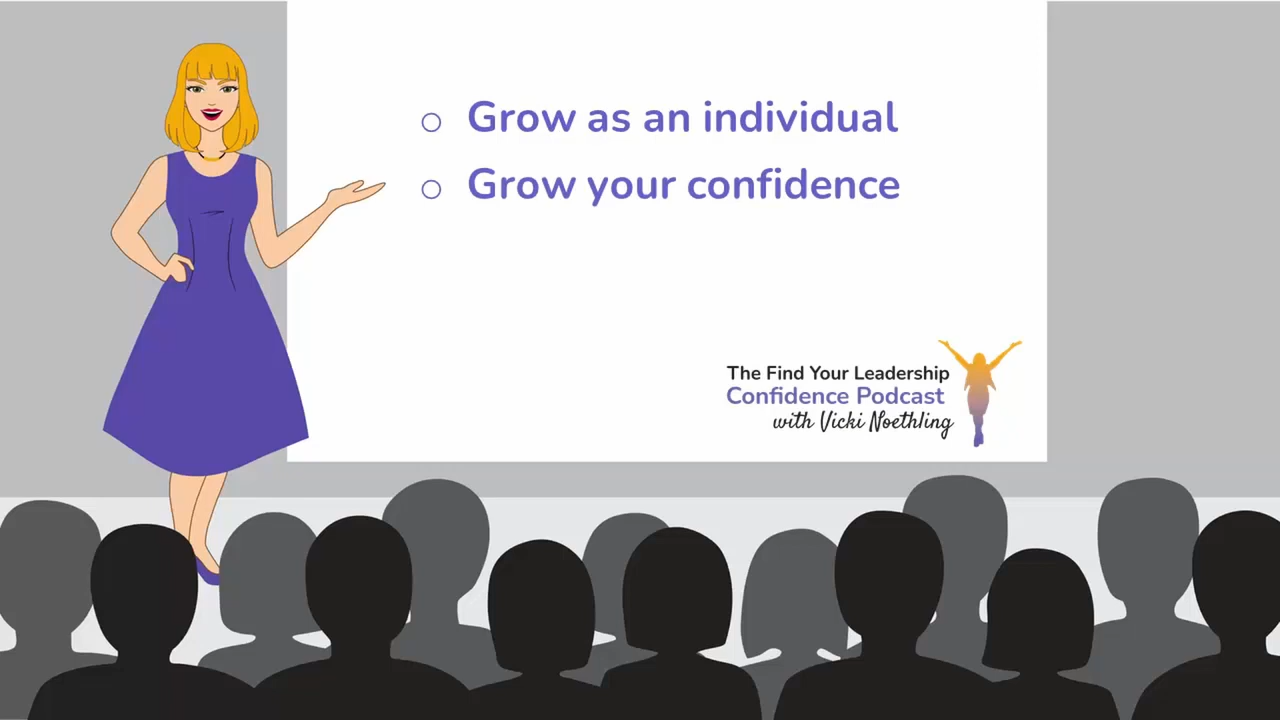 Grow as an individual
Grow your confidence
The Find Your Leadership
Confidence Podcast
with Vicki Noethling